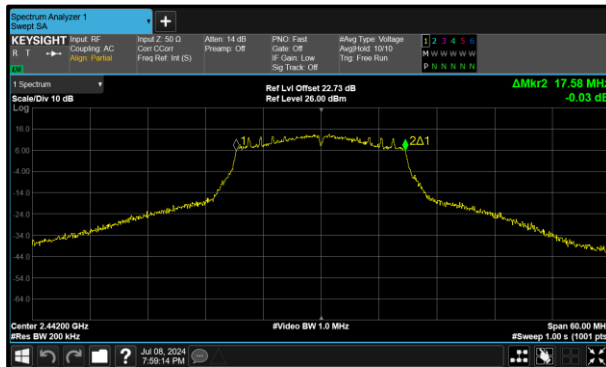 Spectrum Analyzer 1
Swept SA
+
KEYSIGHT Input: RF
R T Coupling: AC
Align: Partial
LXI
Input Z: 50 Ω
Corr CCorr
Freq Ref: Int (S)
Atten: 14 dB
Preamp: Off
PNO: Fast
Gate: Off
IF Gain: Low
Sig Track: Off
#Avg Type: Voltage
Avg|Hold: 10/10
Trig: Free Run
1 2 3 4 5 6
M W W W W W
P N N N N N
1 Spectrum
Scale/Div 10 dB
Log
Ref Lvl Offset 22.73 dB
Ref Level 26.00 dBm
ΔMkr2 17.58 MHz
-0.03 dB
16.0
6.00
-4.00
-14.0
-24.0
-34.0
-44.0
-54.0
-64.0
1
2Δ1
Center 2.44200 GHz
#Res BW 200 kHz
#Video BW 1.0 MHz
Span 60.00 MHz
#Sweep 1.00 s (1001 pts)
?
Jul 08, 2024
7:59:14 PM